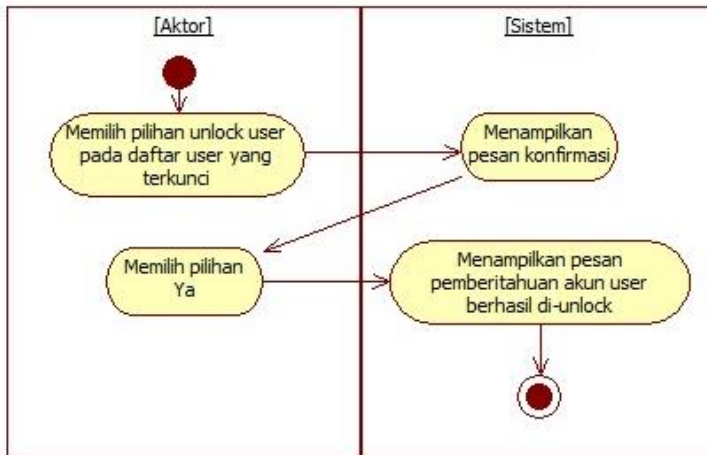 [Aktor]
[Sistem]
Memilih pilihan unlock user
pada daftar user yang
terkunci
Menampilkan
pesan konfirmasi
Memilih pilihan
Ya
Menampilkan pesan
pemberitahuan akun user
berhasil di-unlock